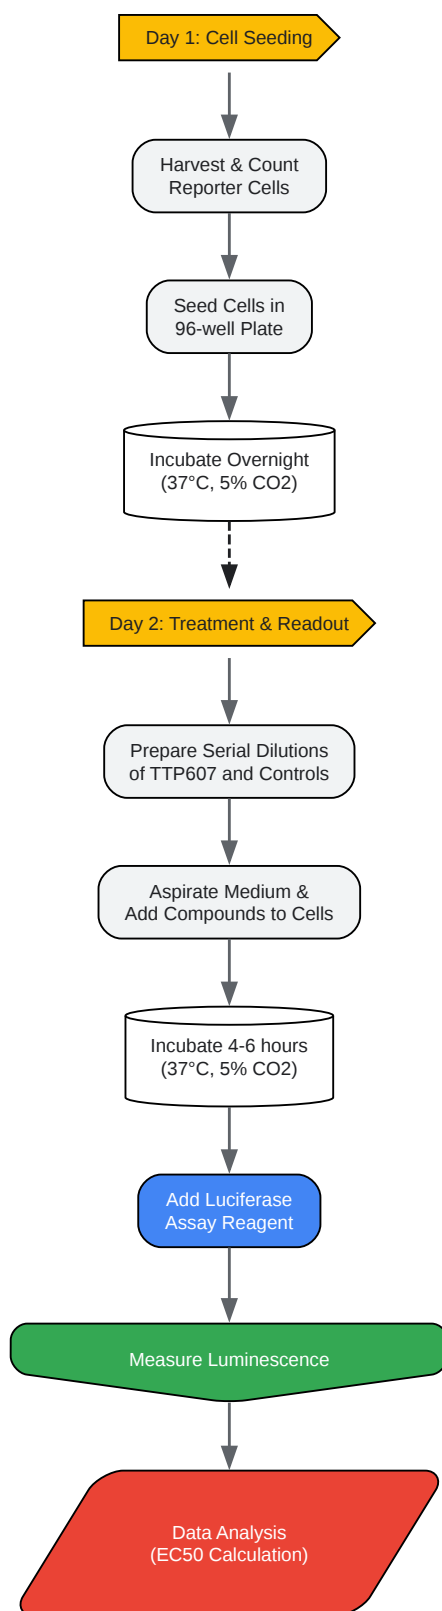 Day 1: Cell Seeding
Harvest & Count
Reporter Cells
Seed Cells in
96-well Plate
Incubate Overnight
(37°C, 5% CO2)
Day 2: Treatment & Readout
Prepare Serial Dilutions
of TTP607 and Controls
Aspirate Medium &
Add Compounds to Cells
Incubate 4-6 hours
(37°C, 5% CO2)
Add Luciferase
Assay Reagent
Measure Luminescence
Data Analysis
(EC50 Calculation)